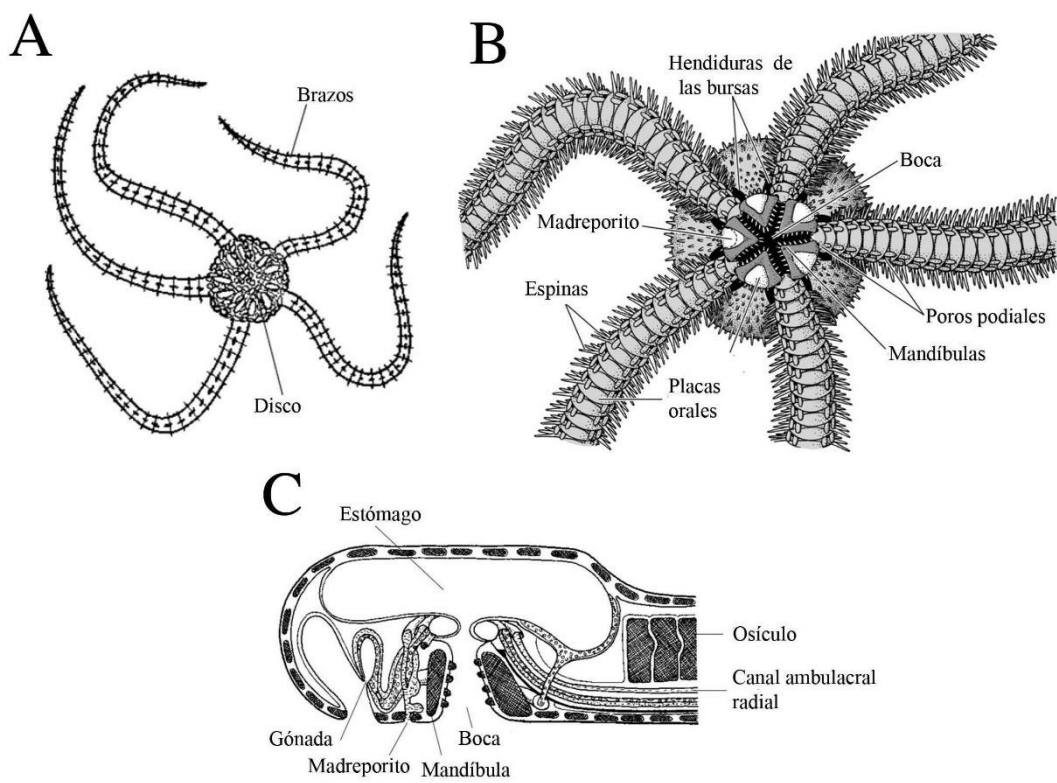 A
Brazos
Disco
B
Hendiduras de
las bursas
Boca
Madreporito
Espinas
Poros podiales
Mandíbulas
Placas
orales
C
Estómago
Osículo
Canal ambulacral
radial
Gónada
Boca
Madreporito
Mandíbula